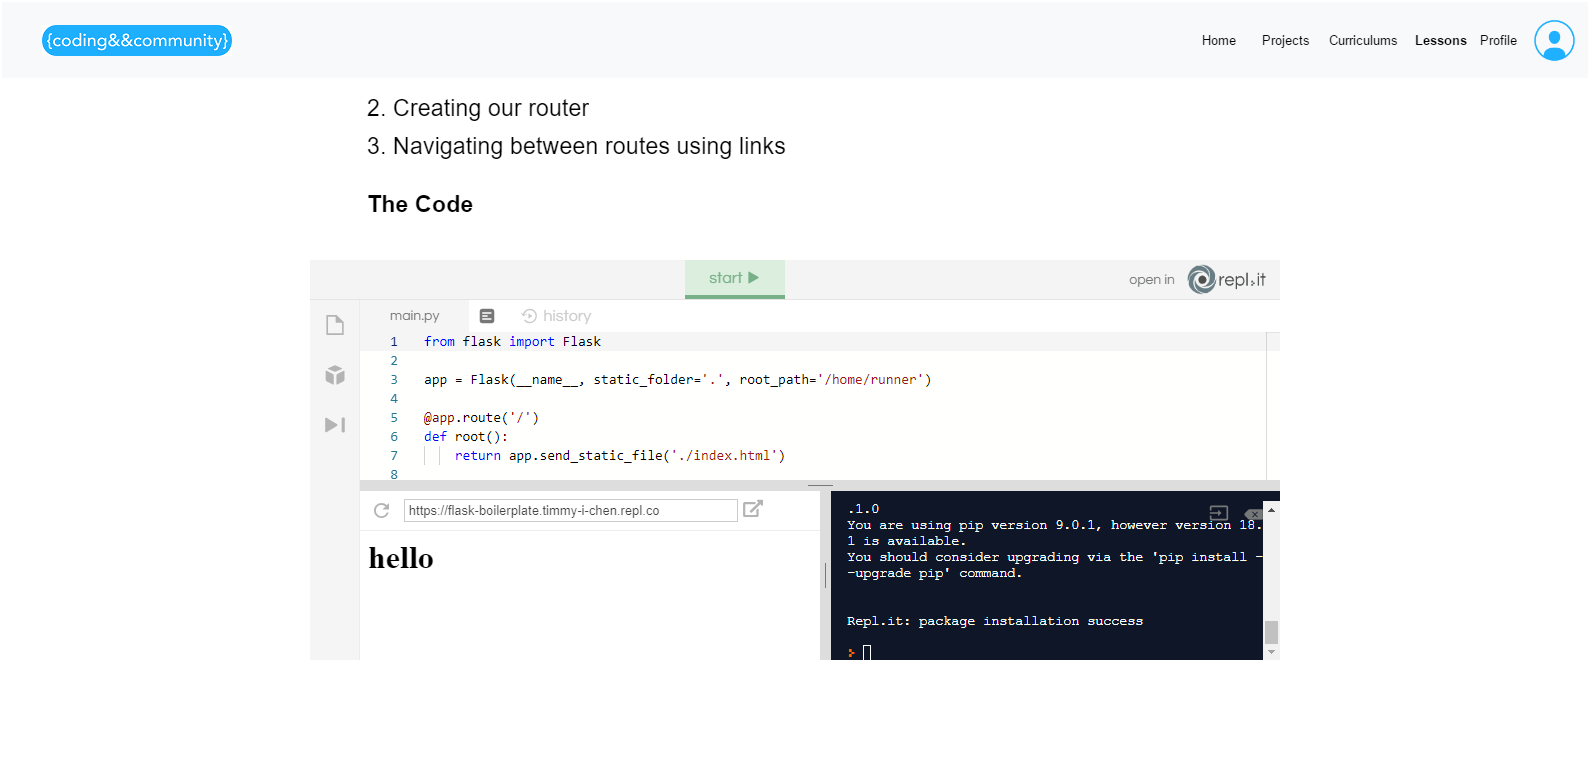 {coding&&community}
Home Projects Curriculums Lessons Profile
2. Creating our router
3. Navigating between routes using links
The Code
start
open in repl.it
main.py
history
1 from flask import Flask
2
3 app = Flask(__name__, static_folder='.', root_path='/home/runner')
4
5 @app.route('/')
6 def root():
7 return app.send_static_file('./index.html')
8
https://flask-boilerplate.timmy-i-chen.repl.co
hello
.1.0
You are using pip version 9.0.1, however version 18.
1 is available.
You should consider upgrading via the 'pip install -
-upgrade pip' command.
Repl.it: package installation success
>